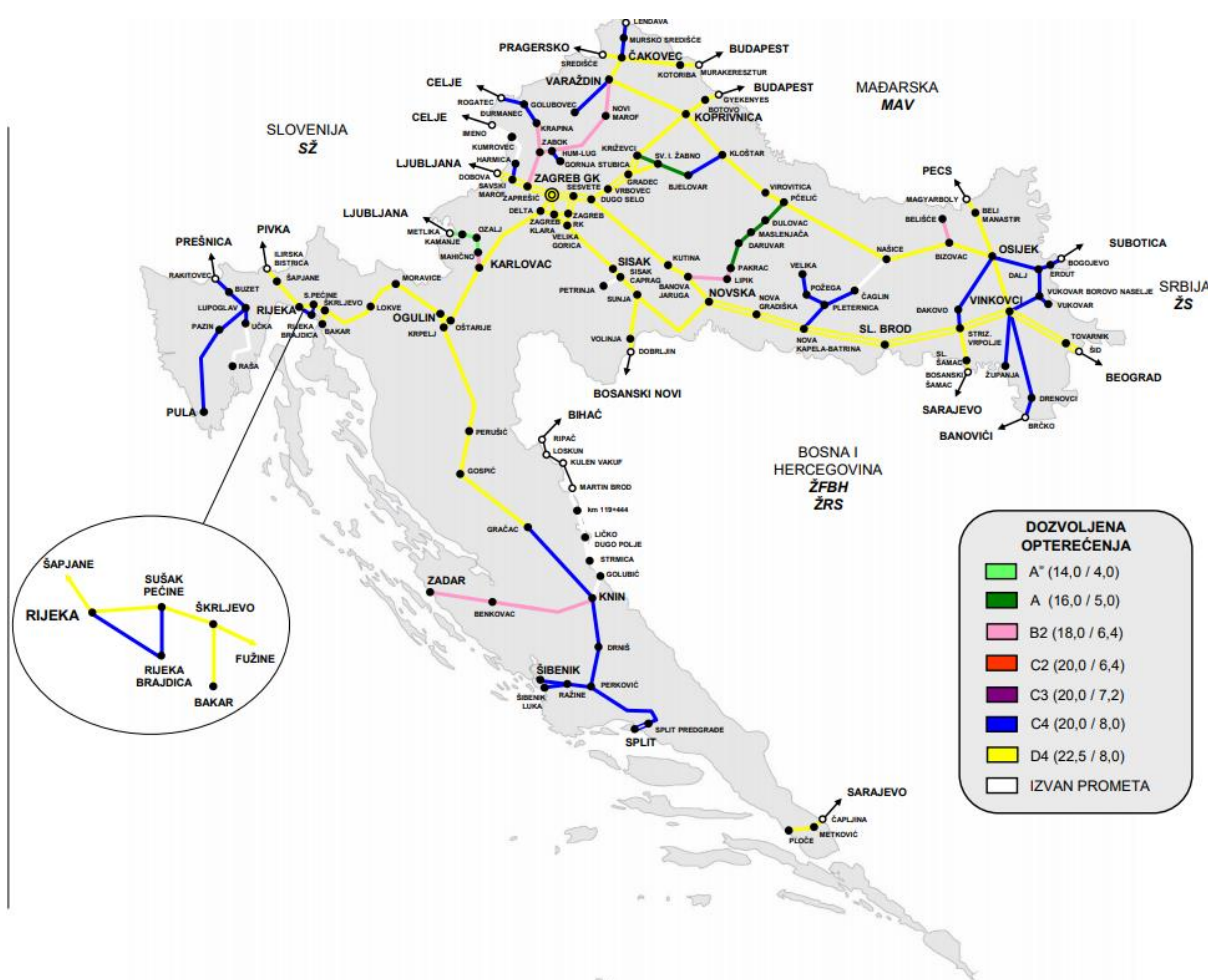 LENDAVA
MURSKO SREDIŠĆE
PRAGERSKO
SREDIŠĆE
ČAKOVEC
BUDAPEST
KOTORIBA
MURAKERESZTUR
CELJE
VARAŽDIN
BUDAPEST
ROGATEC
GOLUBOVEC
DURMANEC
GYEKENYES
BOTOVO
MAĐARSKA
MAV
NOVI
MAROF
KOPRIVNICA
SLOVENIJA
SŽ
CELJE
KRAPINA
IMENO
KUMROVEC
ZABOK
HUM-LUG
GORNJA STUBICA
KRIŽEVCI
SV. I. ŽABNO
KLOŠTAR
HARMICA
LJUBLJANA
DOBOVA
SAVSKI
MAROF
ZAPREŠIĆ
ZAGREB GK
SESVETE
GRADEC
VRBOVEC
DUGO SELO
BJELOVAR
VIROVITICA
PČELIĆ
PECS
MAGYARBOLY
BELI
MANASTIR
LJUBLJANA
METLIKA
KAMANJE
OZALJ
MAHIČNO
DELTA
ZAGREB
KLARA
ZAGREB
RK
VELIKA
GORICA
ĐULOVAC
MASLENJAČA
DARUVAR
PAKRAC
LIPIK
BELIŠĆE
BIZOVAC
NAŠICE
OSIJEK
SUBOTICA
BOGOJEVO
ERDUT
DALJ
PREŠNICA
PIVKA
RAKITOVEC
ILIRSKA
BISTRICA
ŠAPJANE
BUZET
LUPOGLAV
PAZIN
UČKA
RAŠA
PULA
RIJEKA
S.PEĆINE
ŠKRLJEVO
RIJEKA
BRAJDICA
BAKAR
LOKVE
MORAVICE
KARLOVAC
OGULIN
KRPELJ
OŠTARIJE
SISAK
SISAK
CAPRAG
PETRINJA
SUNJA
KUTINA
BANOVA
JARUGA
NOVSKA
NOVA
GRADIŠKA
VELIKA
POŽEGA
ČAGLIN
PLETERNICA
NOVA
KAPELA-BATRINA
SL. BROD
ĐAKOVO
VINKOVCI
STRIZ.
VRPOLJE
VUKOVAR BOROVO NASELJE
VUKOVAR
SRBIJA
ŽS
TOVARNIK
ŠID
BEOGRAD
VOLINJA
DOBRLJIN
BOSANSKI NOVI
SL.
ŠAMAC
BOSANSKI
ŠAMAC
SARAJEVO
ŽUPANJA
DRENOVCI
BRČKO
BANOVIĆI
BIHAĆ
RIPAČ
LOSKUN
KULEN VAKUF
MARTIN BROD
km 119+444
LIČKO
DUGO POLJE
STRMICA
GOLUBIĆ
BOSNA I
HERCEGOVINA
ŽFBH
ŽRS
PERUŠIĆ
GOSPIĆ
GRAČAC
ZADAR
BENKOVAC
KNIN
DRNIŠ
ŠIBENIK
ŠIBENIK
LUKA
RAŽINE
PERKOVIĆ
SPLIT PREDGRAĐE
SPLIT
SARAJEVO
ČAPLJINA
METKOVIĆ
PLOČE
ŠAPJANE
RIJEKA
SUŠAK
PEĆINE
ŠKRLJEVO
FUŽINE
RIJEKA
BRAJDICA
BAKAR
DOZVOLJENA
OPTEREĆENJA
A" (14,0 / 4,0)
A (16,0 / 5,0)
B2 (18,0 / 6,4)
C2 (20,0 / 6,4)
C3 (20,0 / 7,2)
C4 (20,0 / 8,0)
D4 (22,5 / 8,0)
IZVAN PROMETA